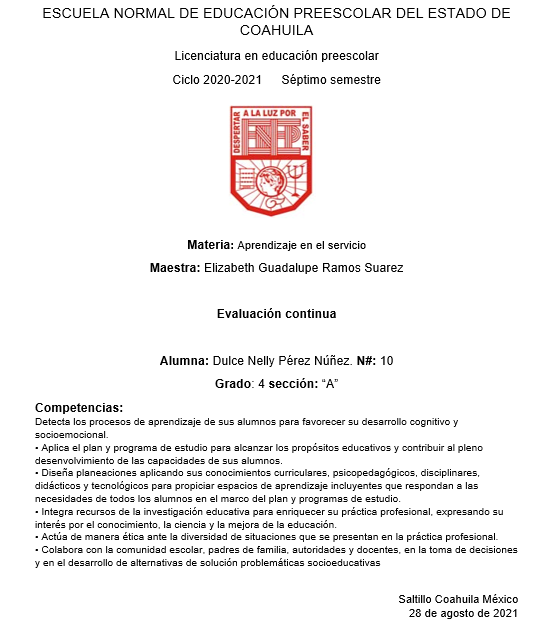 ESCUELA NORMAL DE EDUCACIÓN PREESCOLAR DEL ESTADO DE
COAHUILA
Licenciatura en educación preescolar
Ciclo 2020-2021 Séptimo semestre
DESPERTAR A LA LUZ POR EL SABER
ENEP
Materia: Aprendizaje en el servicio
Maestra: Elizabeth Guadalupe Ramos Suarez
Evaluación continua
Alumna: Dulce Nelly Pérez Núñez. N#: 10
Grado: 4 sección: “A”
Competencias:
Detecta los procesos de aprendizaje de sus alumnos para favorecer su desarrollo cognitivo y
socioemocional.
• Aplica el plan y programa de estudio para alcanzar los propósitos educativos y contribuir al pleno
desenvolvimiento de las capacidades de sus alumnos.
• Diseña planeaciones aplicando sus conocimientos curriculares, psicopedagógicos, disciplinares,
didácticos y tecnológicos para propiciar espacios de aprendizaje incluyentes que respondan a las
necesidades de todos los alumnos en el marco del plan y programas de estudio.
• Integra recursos de la investigación educativa para enriquecer su práctica profesional, expresando su
interés por el conocimiento, la ciencia y la mejora de la educación.
• Actúa de manera ética ante la diversidad de situaciones que se presentan en la práctica profesional.
• Colabora con la comunidad escolar, padres de familia, autoridades y docentes, en la toma de decisiones
y en el desarrollo de alternativas de solución problemáticas socioeducativas
Saltillo Coahuila México
28 de agosto de 2021